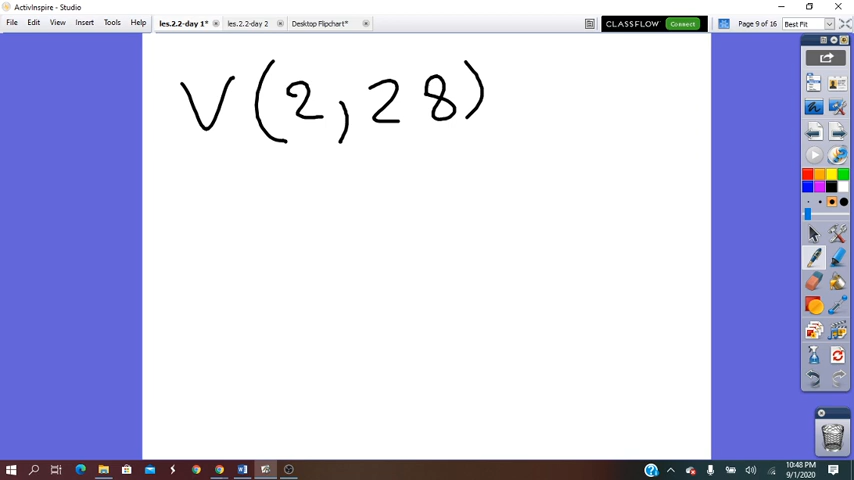 ActivInspire - Studio
File Edit View Insert Tools Help
les.2.2-day 1*
les.2.2-day 2
Desktop Flipchart*
CLASSFLOW
Connect
Page 9 of 16
Best Fit
V(2,28)
10:48 PM
9/1/2020